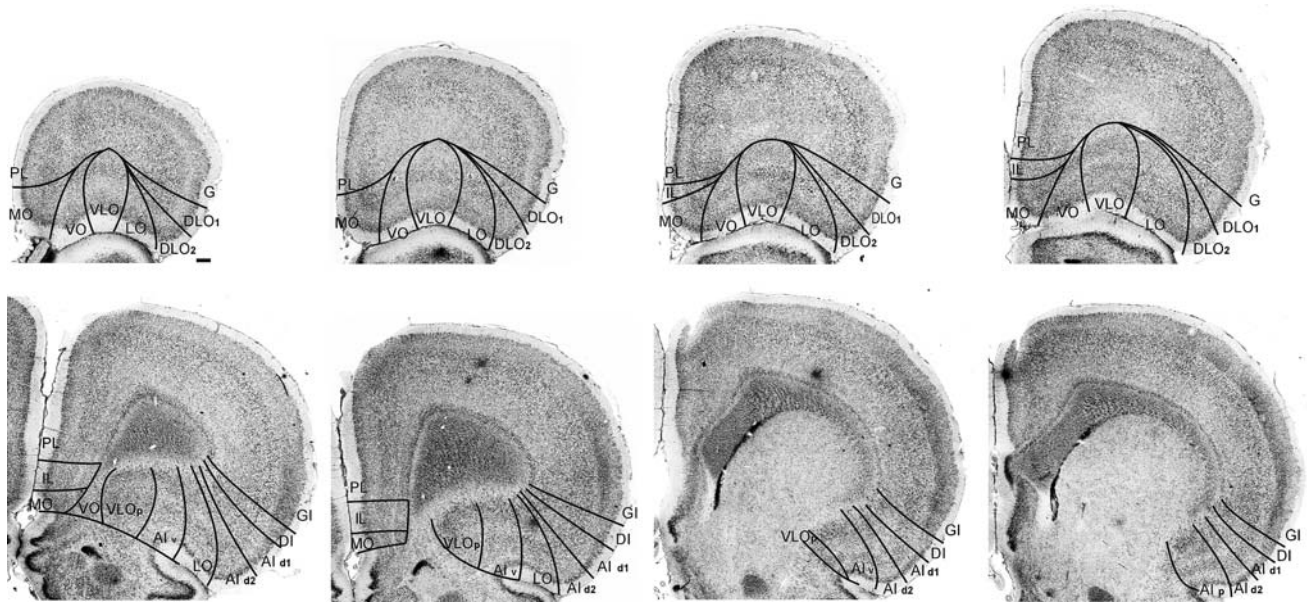 PL
MO
VO
VLO
LO
DLO2
DLO1
G
PL
MO
VO
VLO
LO
DLO2
DLO1
G
PL
IL
MO
VO
VLO
LO
DLO2
DLO1
G
PL
IL
MO
VO
VLO
LO
DLO2
DLO1
G
PL
IL
MO
VO
VLOp
AI v
LO
AI d2
AI d1
DI
GI
PL
IL
MO
VLOp
AI v
LO
AI d2
AI d1
DI
GI
VLOp
AI v
AI d2
AI d1
DI
GI
AI p
AI d2
AI d1
DI
GI